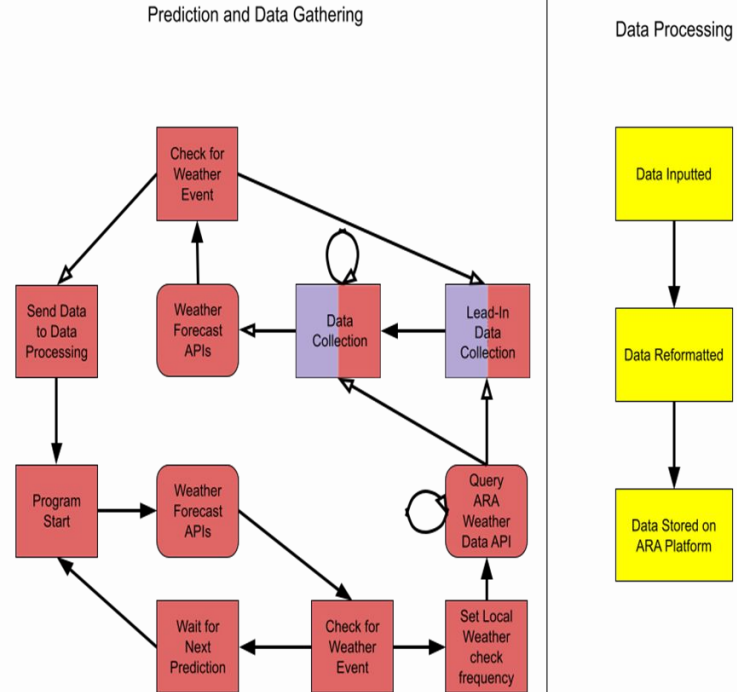 Prediction and Data Gathering
Data Processing
Check for
Weather
Event
Data Inputted
Send Data
to Data
Processing
Weather
Forecast
APIs
Data
Collection
Lead-In
Data
Collection
Data Reformatted
Program
Start
Weather
Forecast
APIs
Query
ARA
Weather
Data API
Data Stored on
ARA Platform
Wait for
Next
Prediction
Check for
Weather
Event
Set Local
Weather
check
frequency